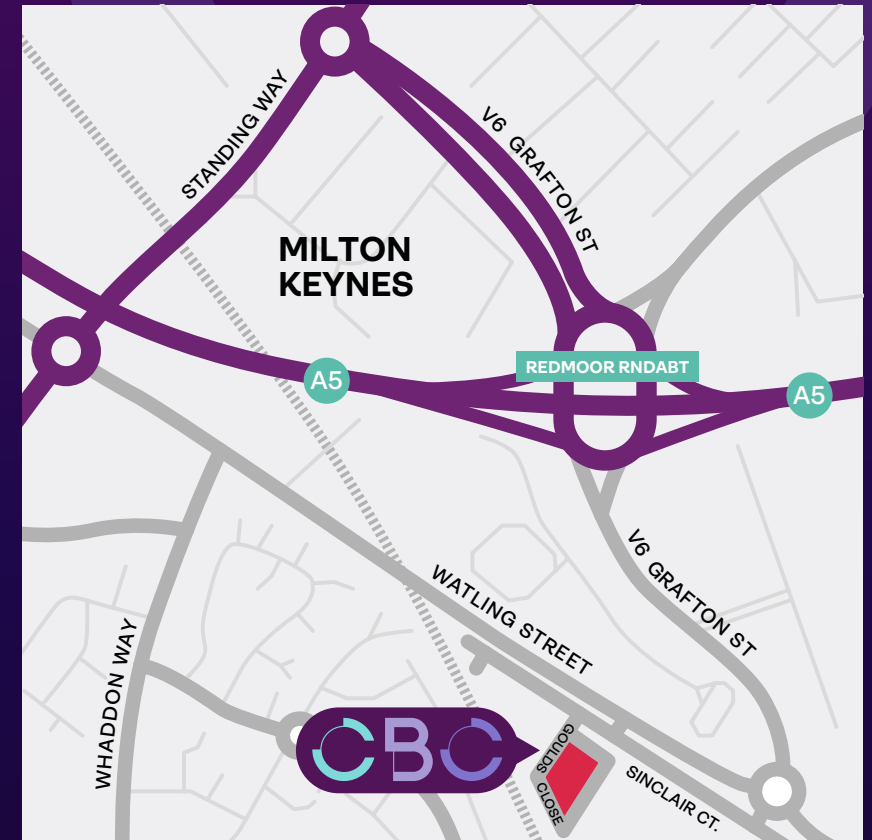 STANDING WAY
V6 GRAFTON ST
MILTON
KEYNES
REDMOOR RNDABT
A5
A5
WATLING STREET
V6 GRAFTON ST
WHADDON WAY
CBC
GOULDS
CLOSE
SINCLAIR CT.